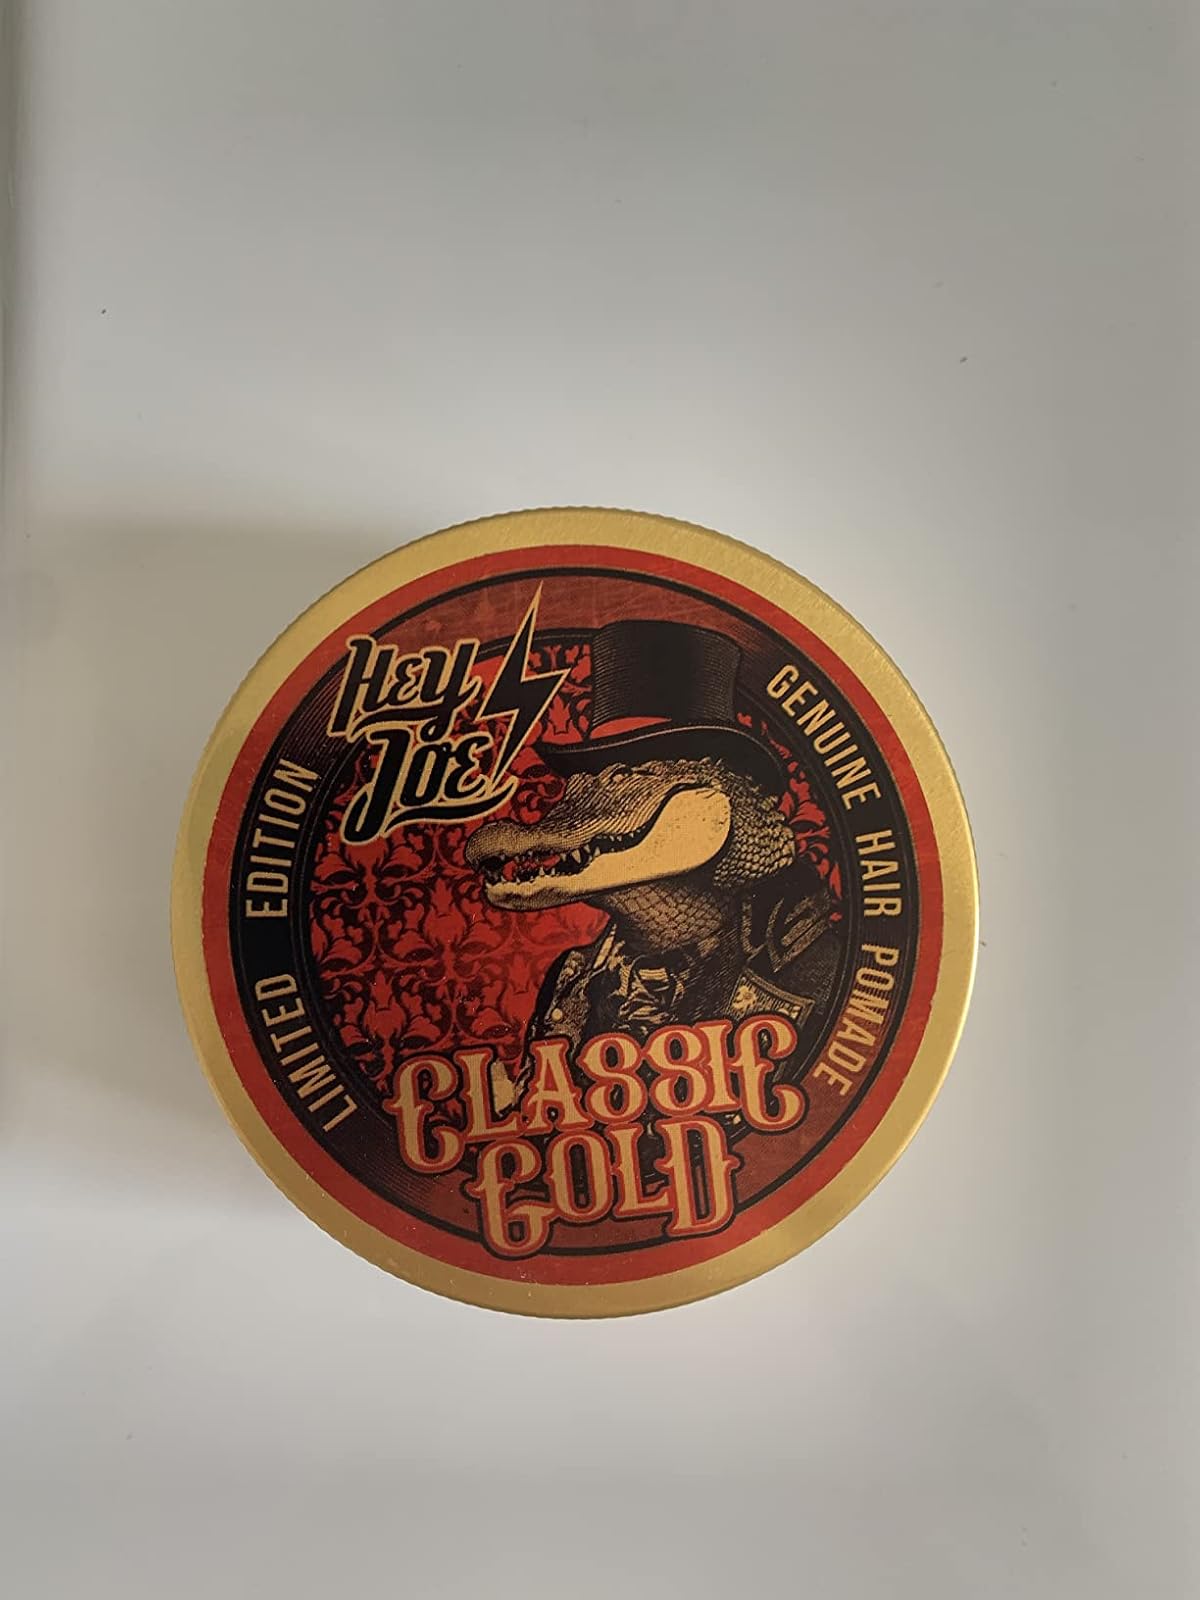 Hey
Joe
LIMITED EDITION
GENUINE HAIR POMADE
CLASSIC
GOLD